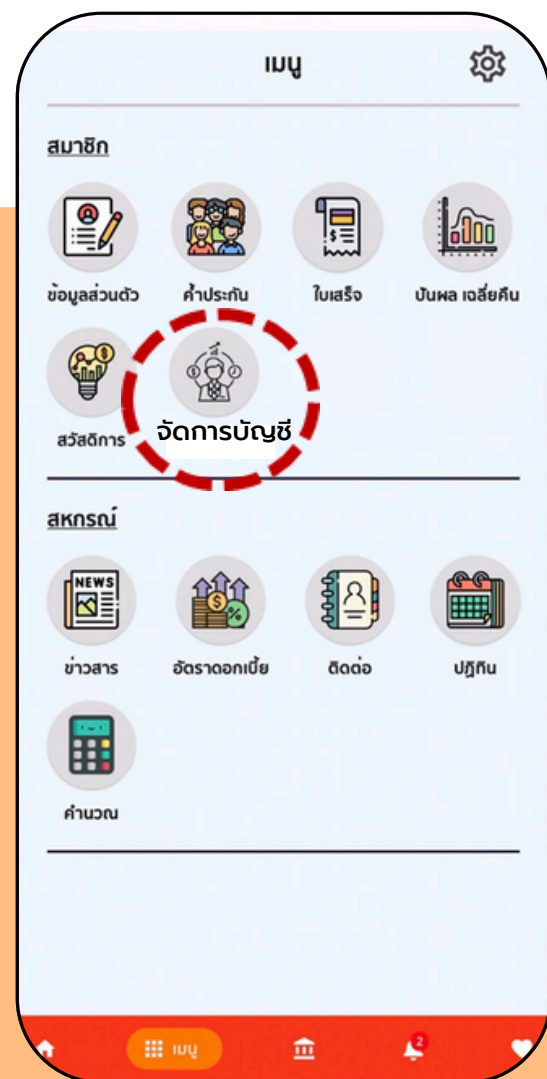 เมนู
สมาชิก
ข้อมูลส่วนตัว ค้ำประกัน ใบเสร็จ ปันผล เฉลี่ยคืน
สวัสดิการ จัดการบัญชี
สหกรณ์
NEWS
ข่าวสาร อัตราดอกเบี้ย ติดต่อ ปฏิทิน
คำนวณ
เมนู 2